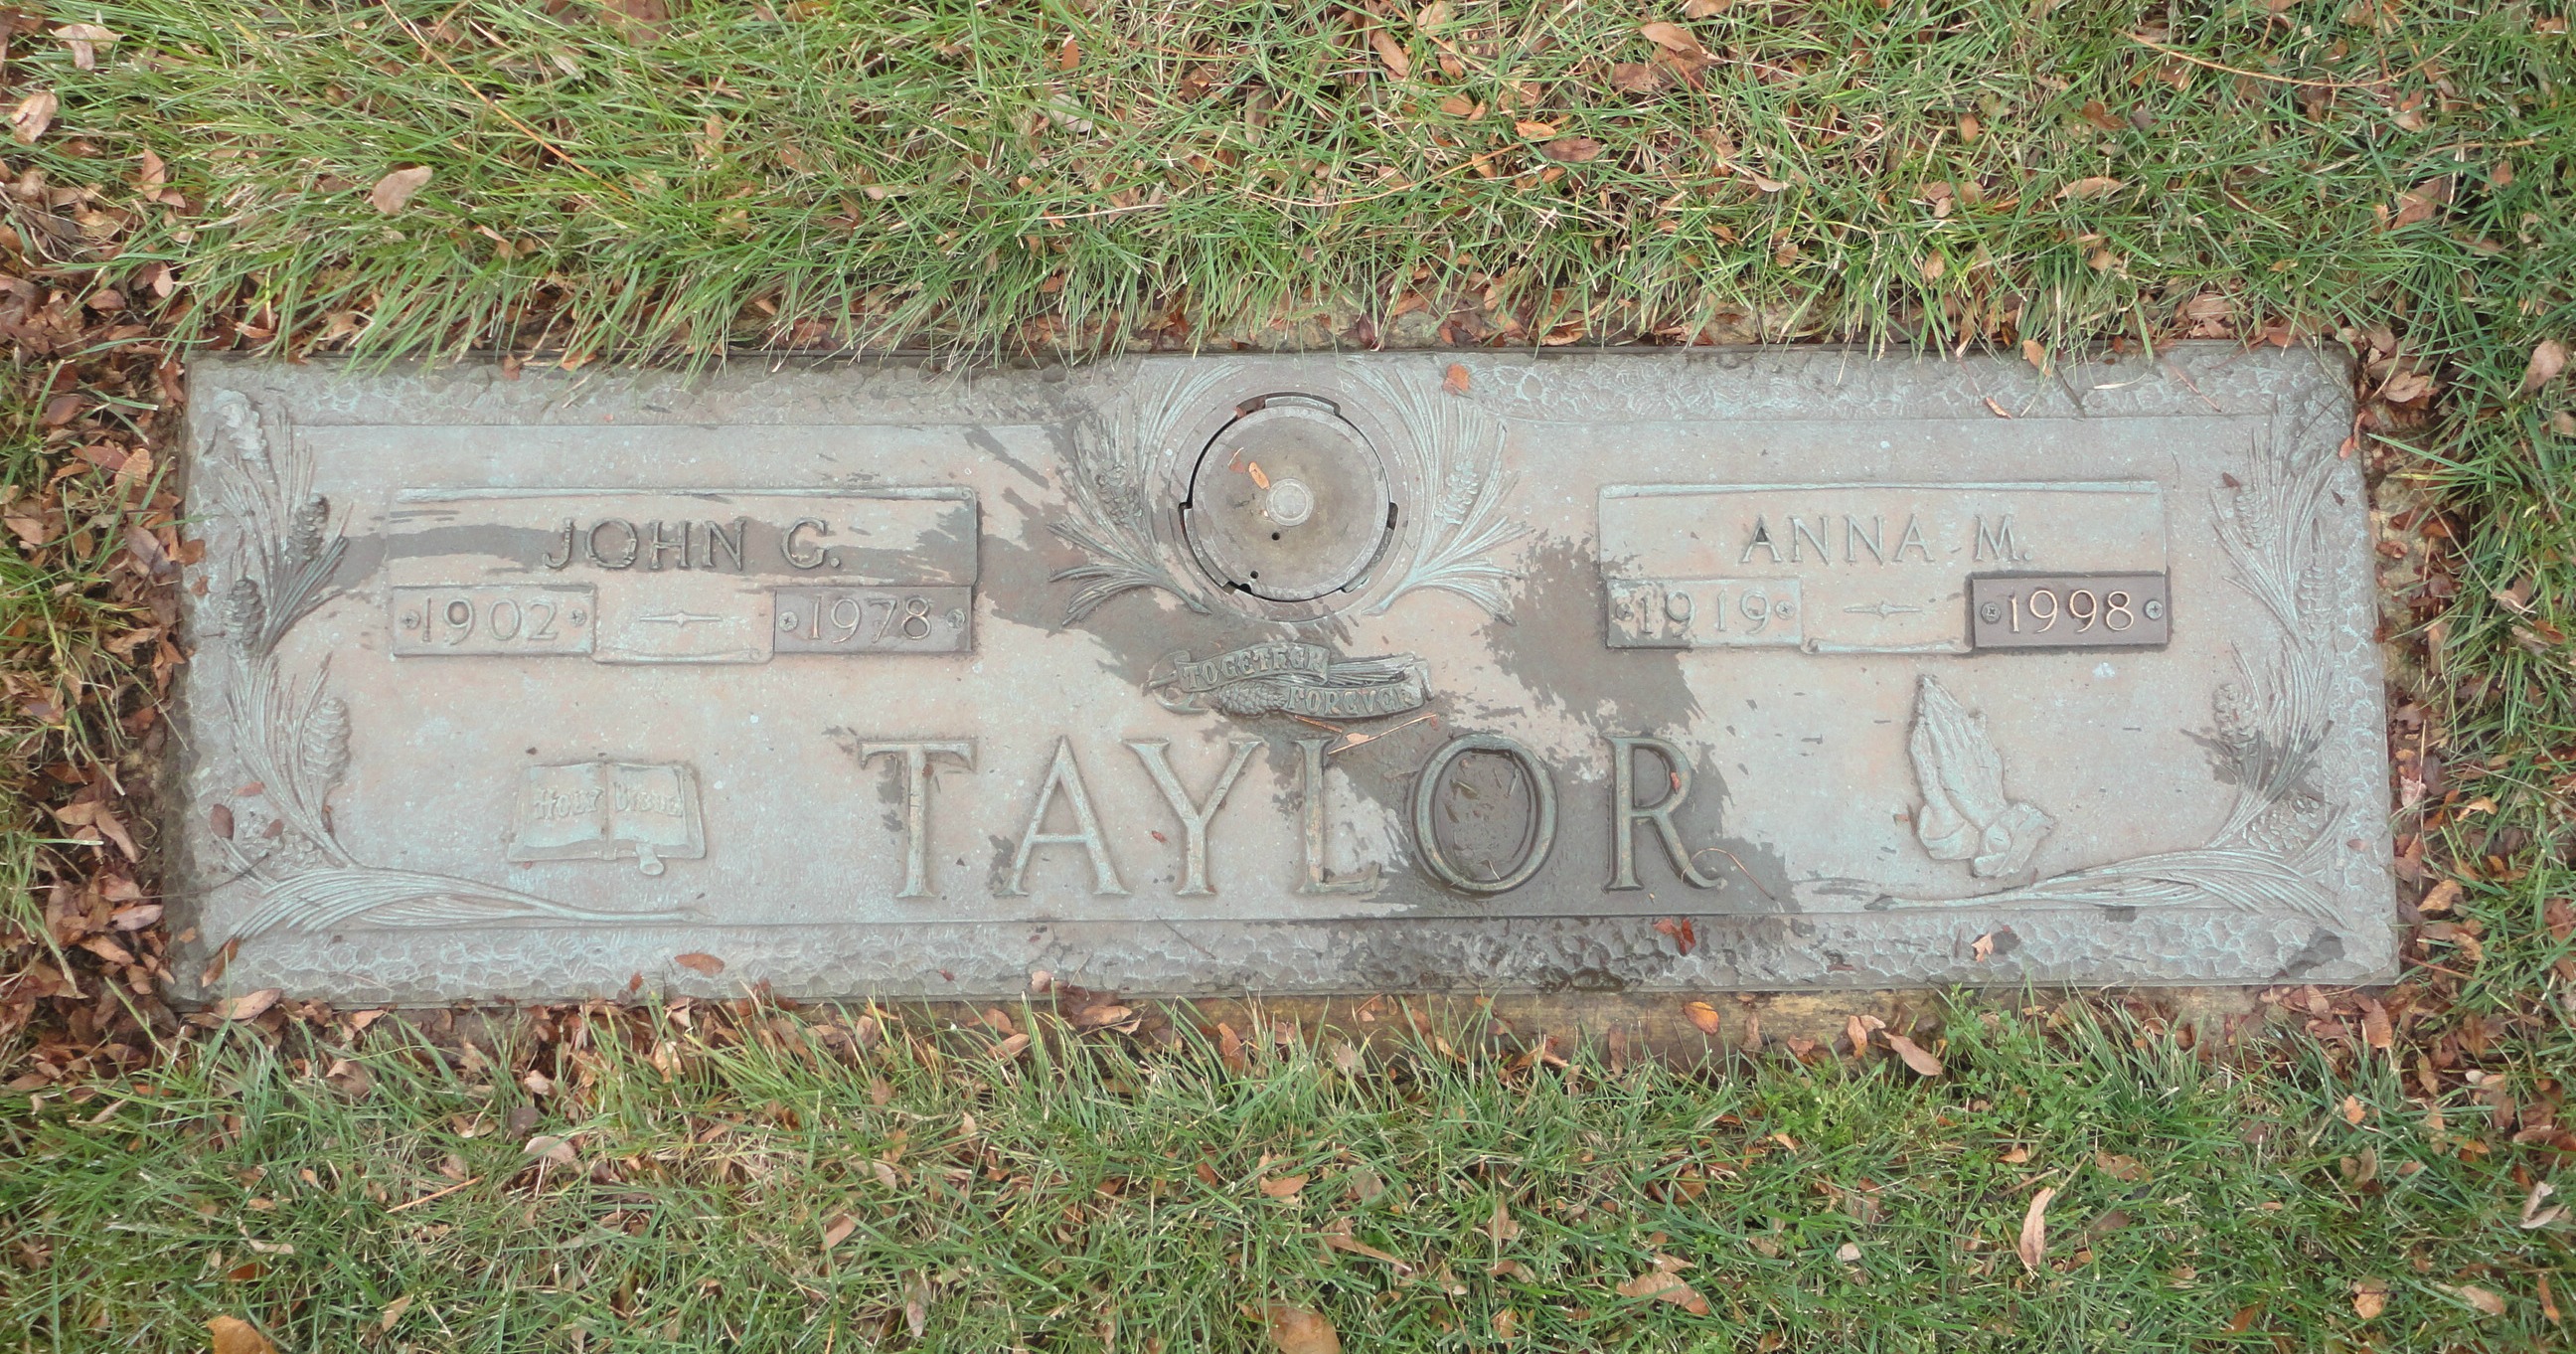 JOHN G.
1902 1978
ANNA M.
1919 1998
TOGETHER
FOREVER
HOLY BIBLE
TAYLOR